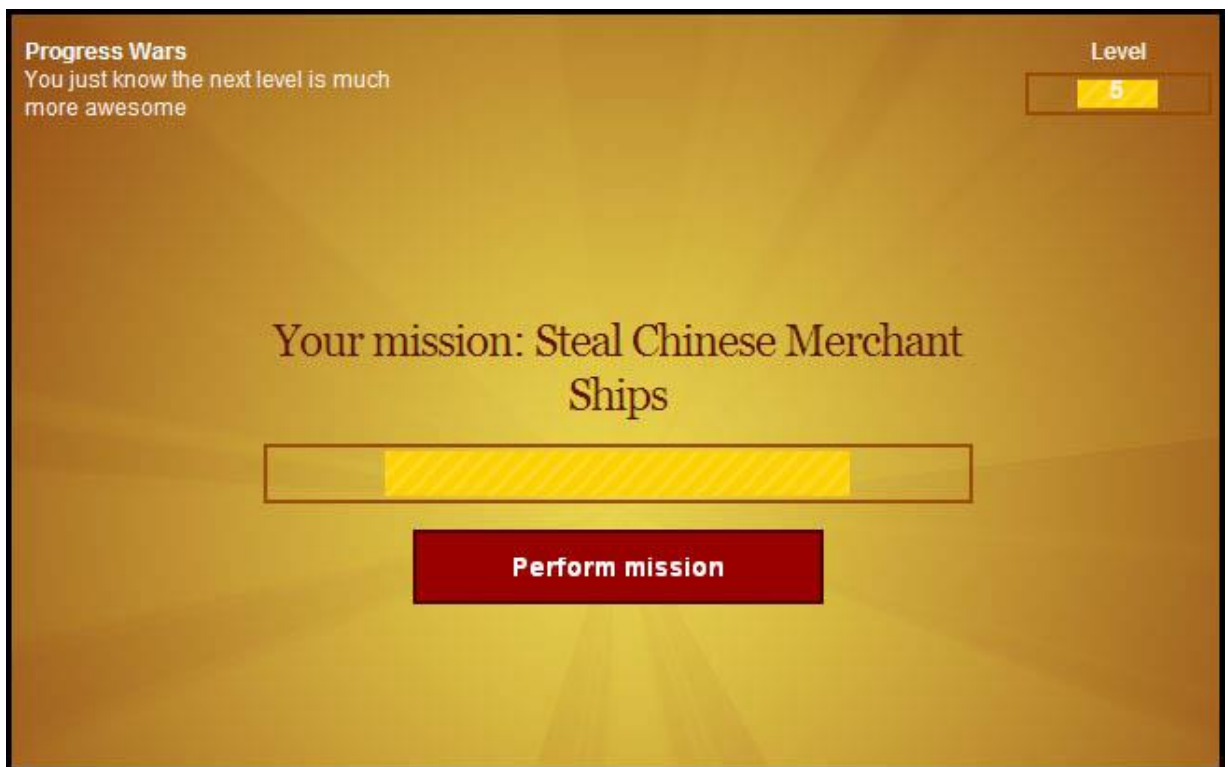 Progress Wars
You just know the next level is much
more awesome
Level
5
Your mission: Steal Chinese Merchant
Ships
Perform mission